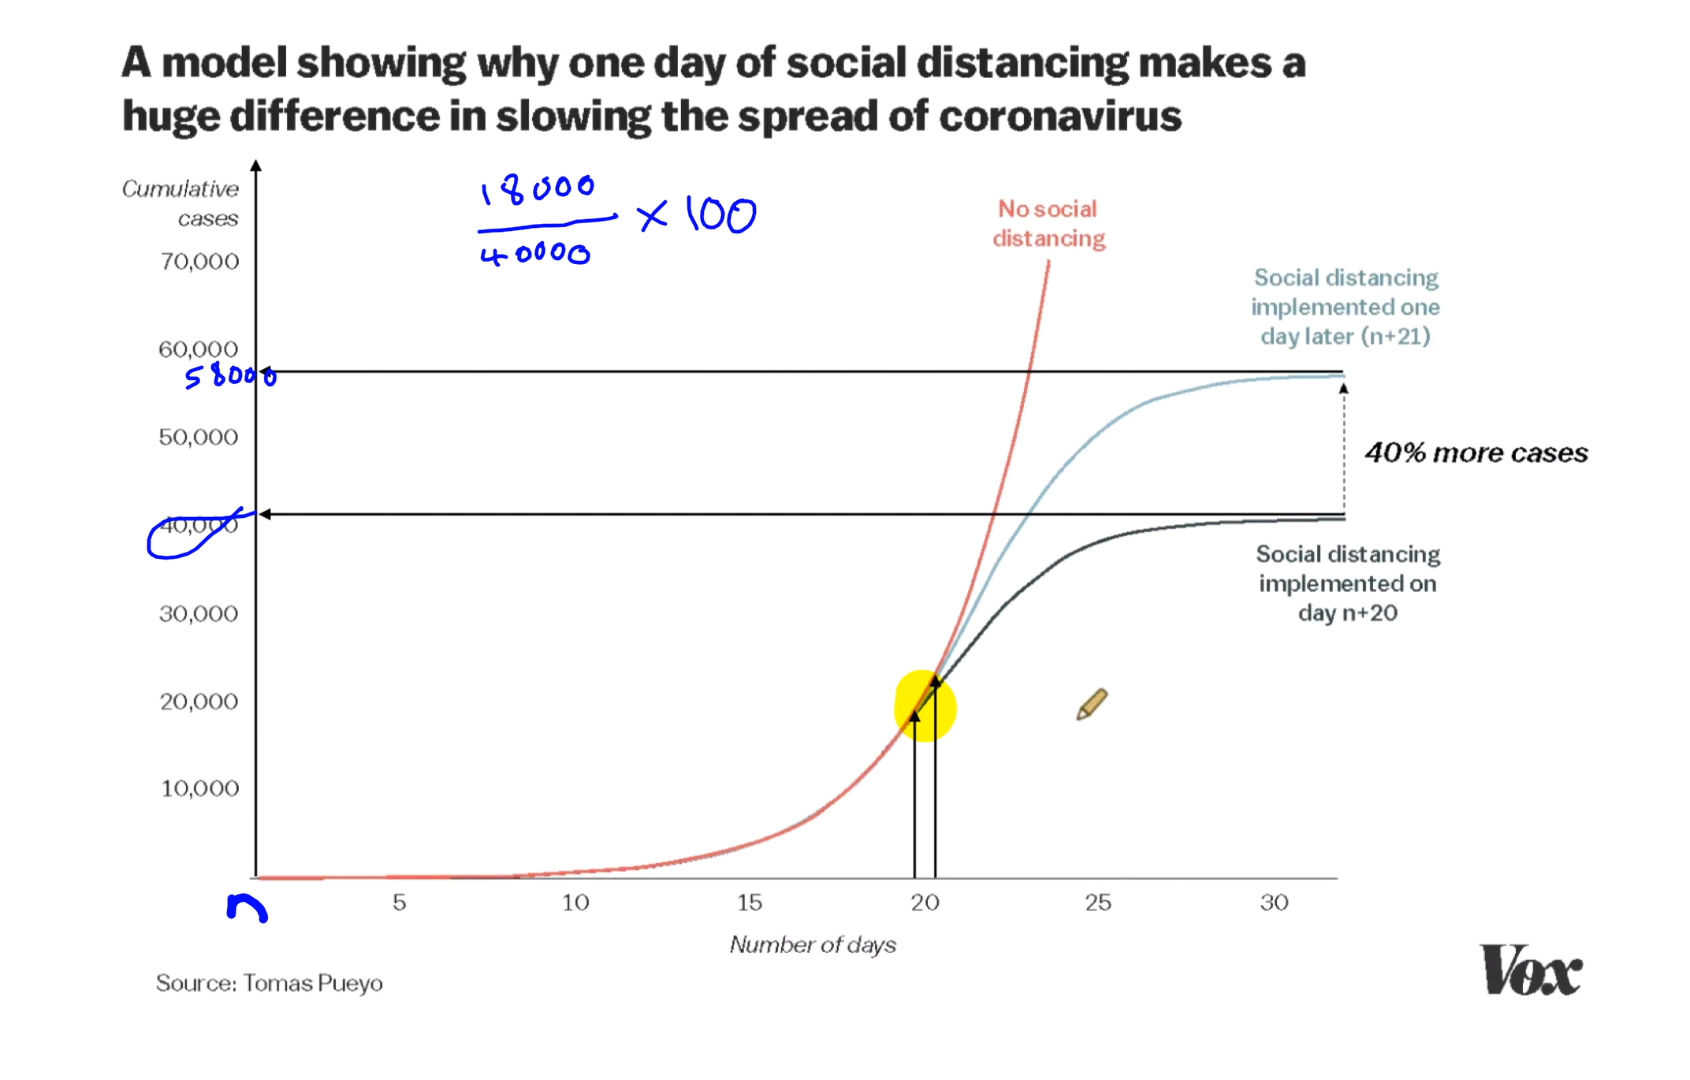 A model showing why one day of social distancing makes a
huge difference in slowing the spread of coronavirus
Cumulative
cases
18000
40000
× 100
No social
distancing
70,000
Social distancing
implemented one
day later (n+21)
60,000
58000
50,000
40% more cases
40,000
Social distancing
implemented on
day n+20
30,000
20,000
10,000
n
5
10
15
20
25
30
Number of days
Source: Tomas Pueyo
Vox